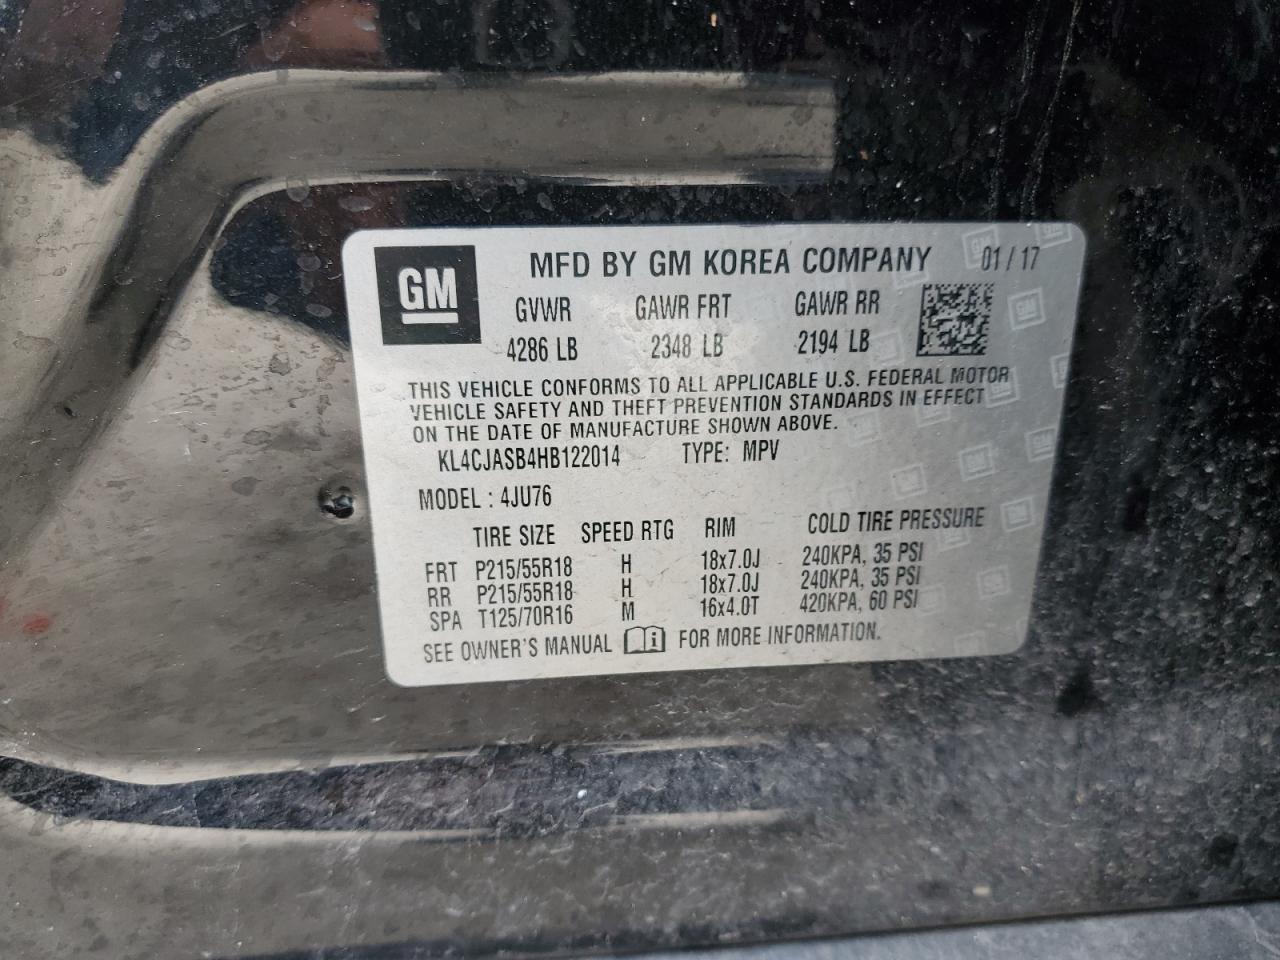 GM
MFD BY GM KOREA COMPANY 01/17
GVWR GAWR FRT GAWR RR
4286 LB 2348 LB 2194 LB
THIS VEHICLE CONFORMS TO ALL APPLICABLE U.S. FEDERAL MOTOR
VEHICLE SAFETY AND THEFT PREVENTION STANDARDS IN EFFECT
ON THE DATE OF MANUFACTURE SHOWN ABOVE.
KL4CJASB4HB122014 TYPE: MPV
MODEL : 4JU76
TIRE SIZE SPEED RTG RIM COLD TIRE PRESSURE
FRT P215/55R18 H 18x7.0J 240KPA, 35 PSI
RR P215/55R18 H 18x7.0J 240KPA, 35 PSI
SPA T125/70R16 M 16x4.0T 420KPA, 60 PSI
SEE OWNER'S MANUAL i FOR MORE INFORMATION.